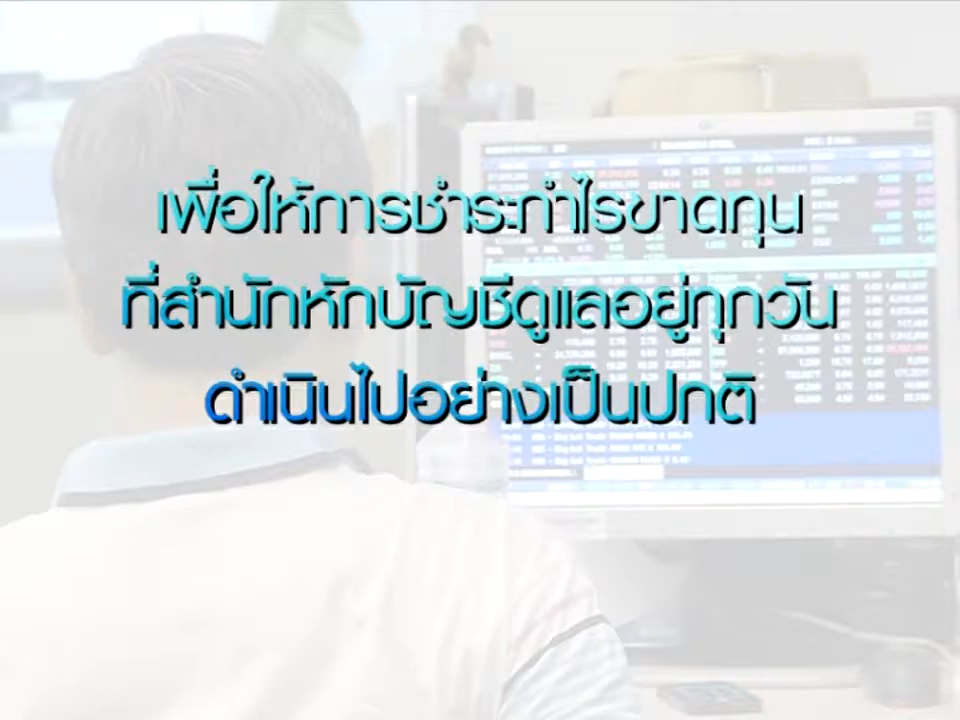 เพื่อให้การชำระกำไรขาดทุน
ที่สำนักหักบัญชีดูแลอยู่ทุกวัน
ดำเนินไปอย่างเป็นปกติ